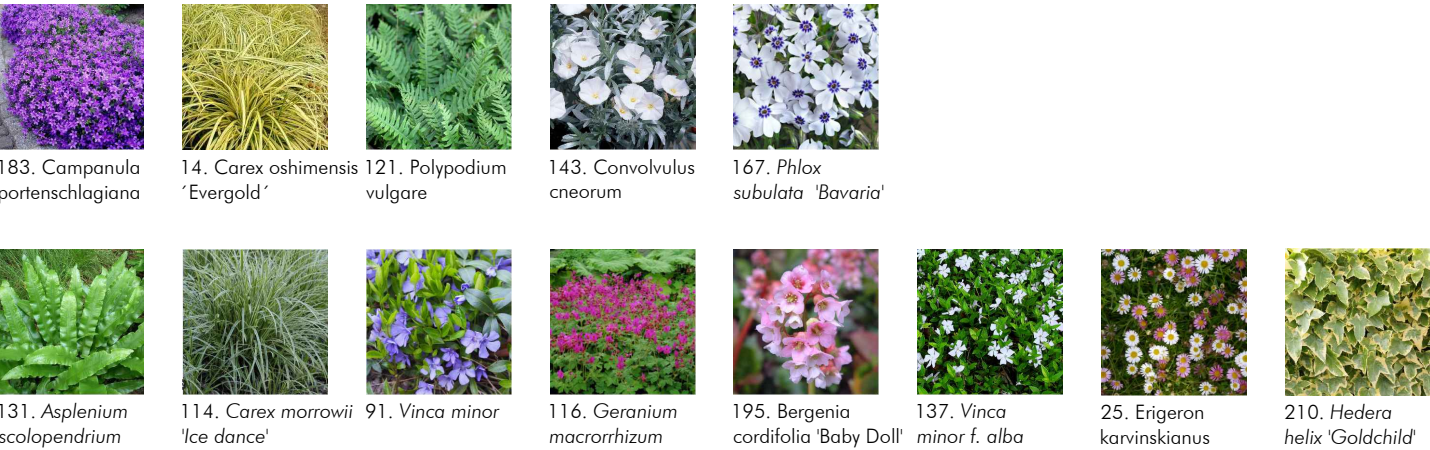 183. Campanula
portenschlagiana
14. Carex oshimensis
´Evergold´
121. Polypodium
vulgare
143. Convolvulus
cneorum
167. Phlox
subulata 'Bavaria'
131. Asplenium
scolopendrium
114. Carex morrowii
'Ice dance'
91. Vinca minor
116. Geranium
macrorrhizum
195. Bergenia
cordifolia 'Baby Doll'
137. Vinca
minor f. alba
25. Erigeron
karvinskianus
210. Hedera
helix 'Goldchild'